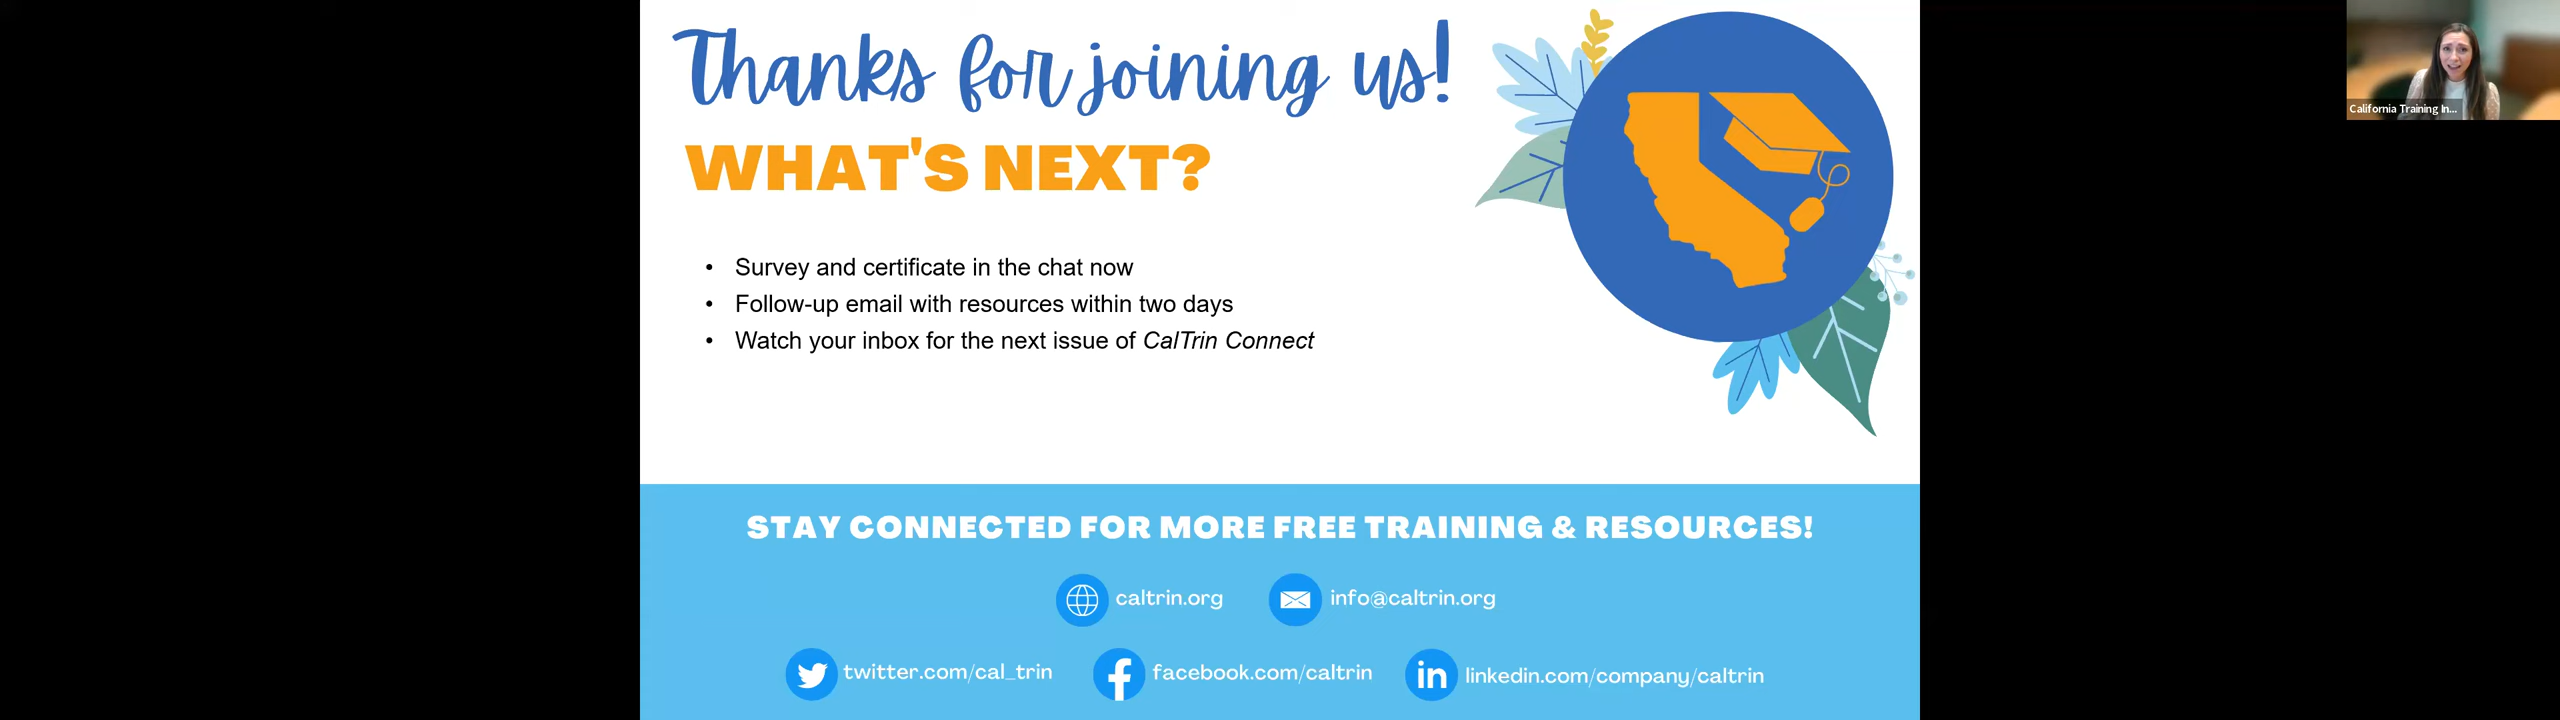 Thanks for joining us!
WHAT'S NEXT?
• Survey and certificate in the chat now
• Follow-up email with resources within two days
• Watch your inbox for the next issue of CalTrin Connect
STAY CONNECTED FOR MORE FREE TRAINING & RESOURCES!
caltrin.org
info@caltrin.org
twitter.com/cal_trin
facebook.com/caltrin
linkedin.com/company/caltrin
California Training In...